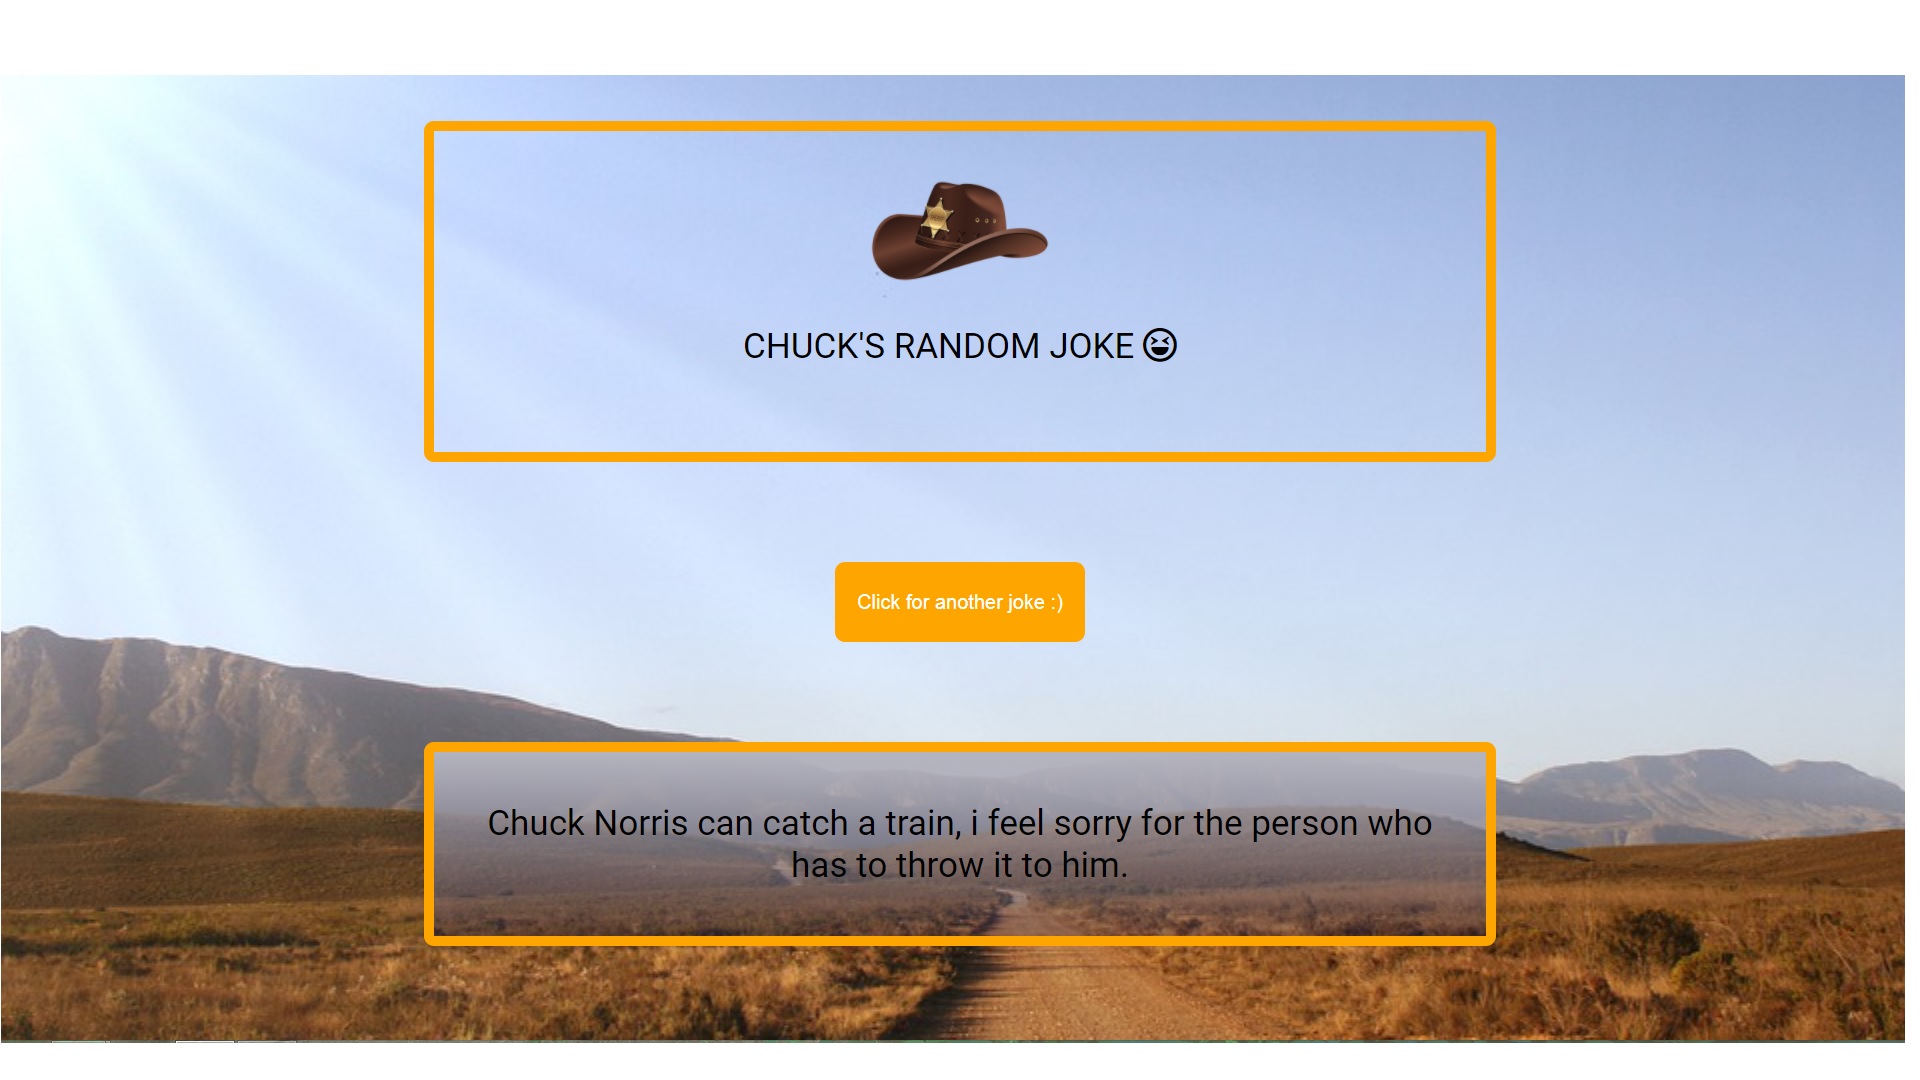 CHUCK'S RANDOM JOKE
Click for another joke :)
Chuck Norris can catch a train, i feel sorry for the person who
has to throw it to him.